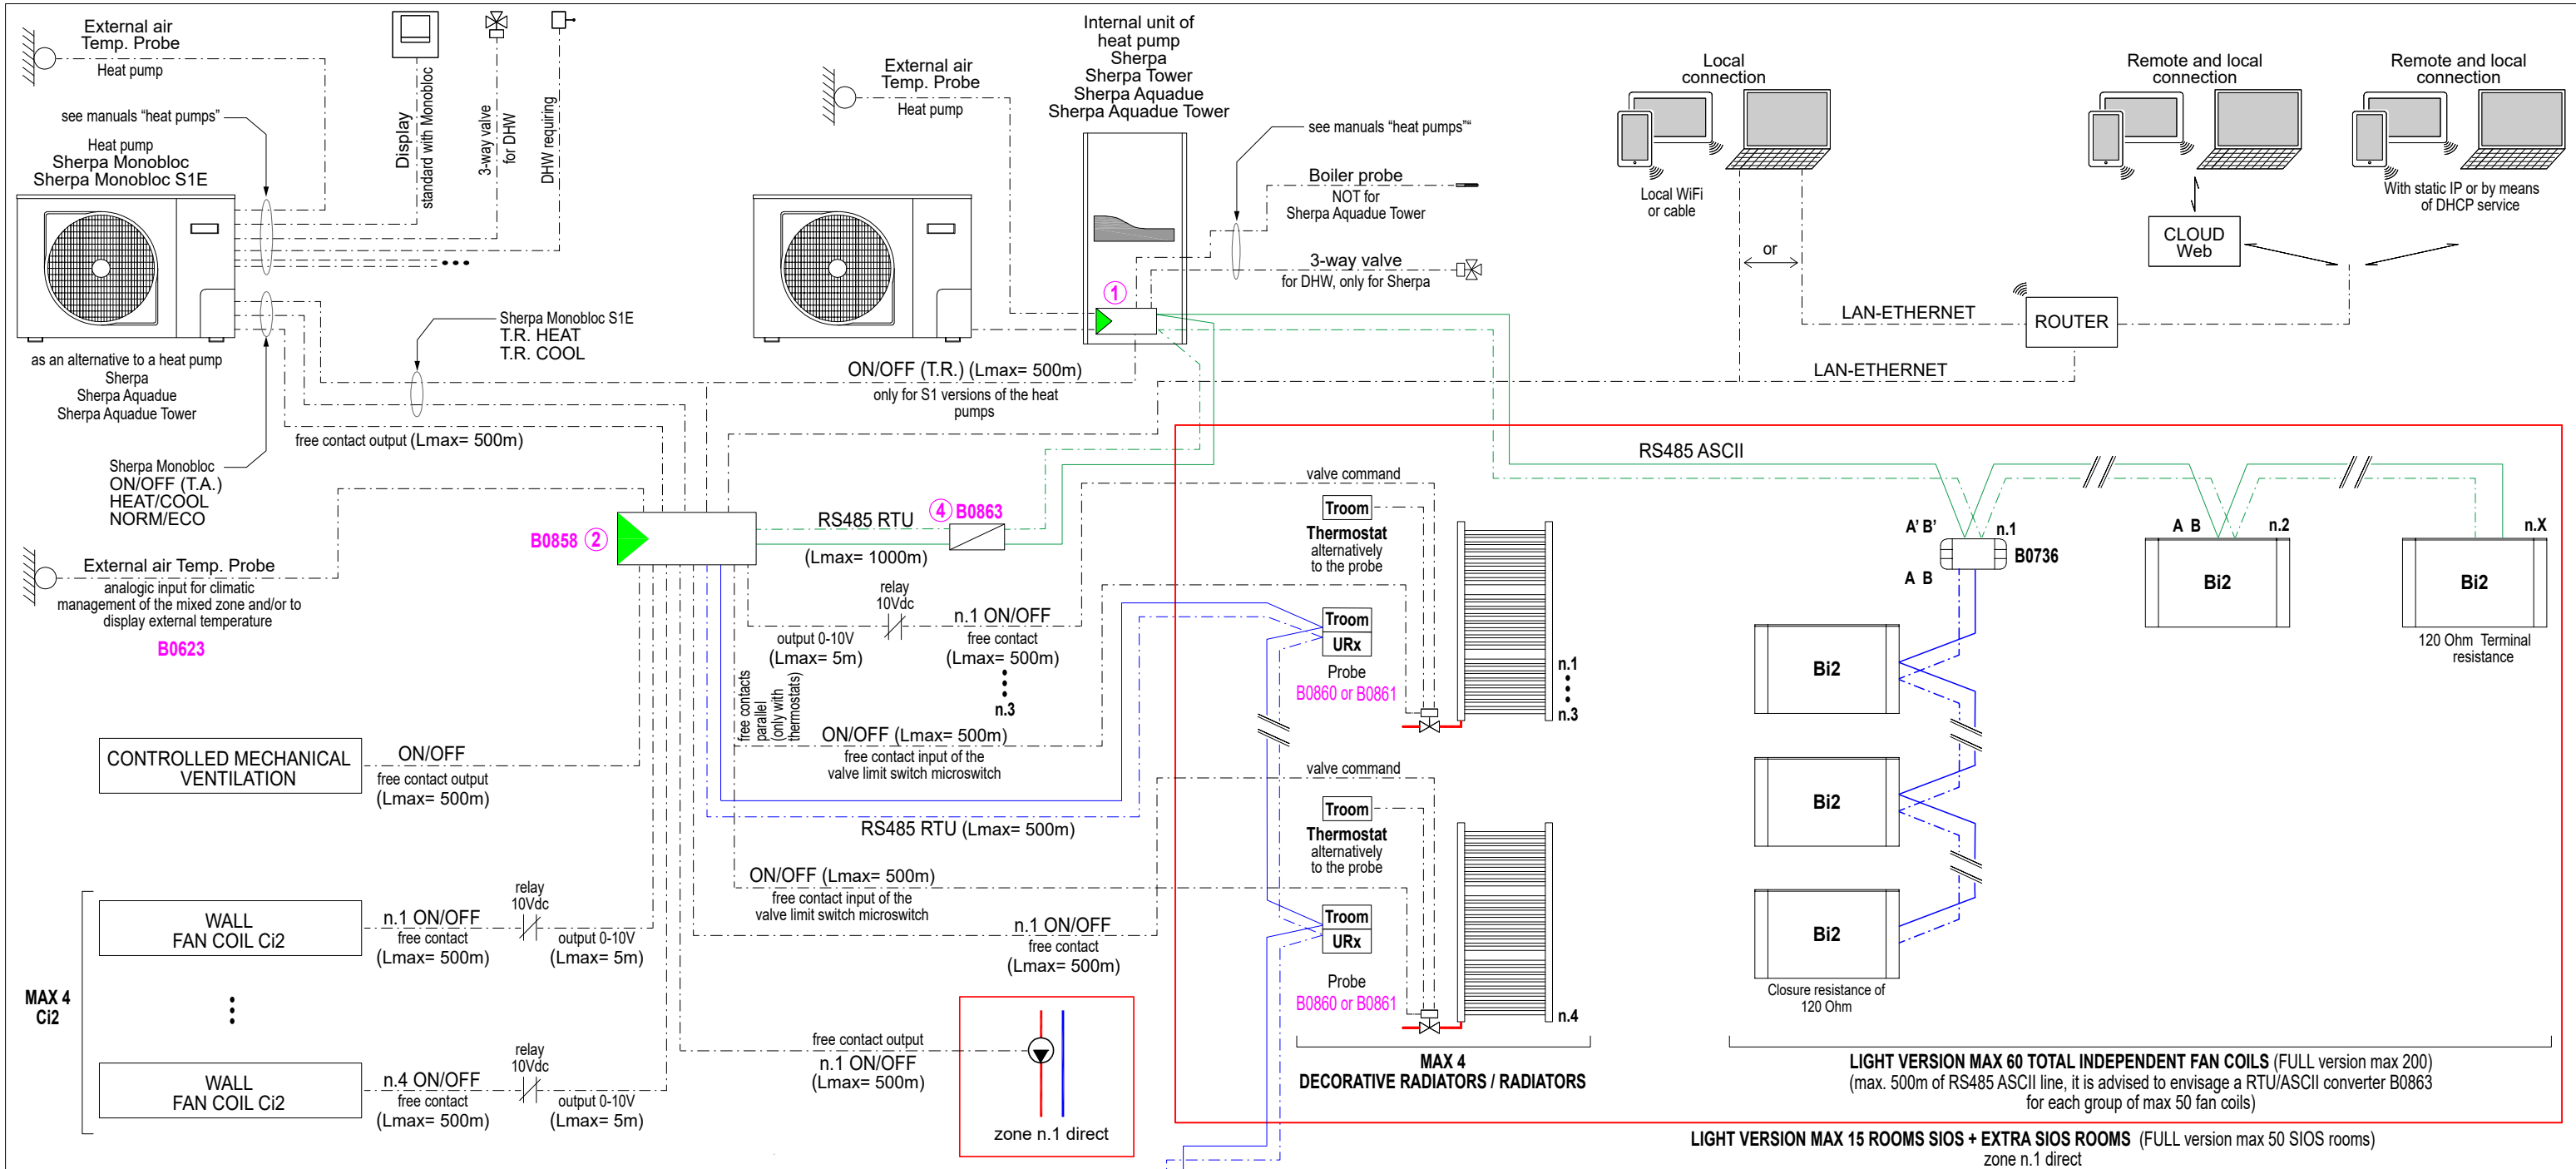 External air
Temp. Probe
Heat pump
see manuals “heat pumps”
Heat pump
Sherpa Monobloc
Sherpa Monobloc S1E
as an alternative to a heat pump
Sherpa
Sherpa Aquadue
Sherpa Aquadue Tower
Display
standard with Monobloc
3-way valve
for DHW
DHW requiring
Sherpa Monobloc S1E
T.R. HEAT
T.R. COOL
free contact output (Lmax= 500m)
Sherpa Monobloc
ON/OFF (T.A.)
HEAT/COOL
NORM/ECO
External air Temp. Probe
analogic input for climatic
management of the mixed zone and/or to
display external temperature
B0623
External air
Temp. Probe
Heat pump
Internal unit of
heat pump
Sherpa
Sherpa Tower
Sherpa Aquadue
Sherpa Aquadue Tower
see manuals “heat pumps”“
Boiler probe
NOT for
Sherpa Aquadue Tower
3-way valve
for DHW, only for Sherpa
1
ON/OFF (T.R.) (Lmax= 500m)
only for S1 versions of the heat
pumps
Local
connection
Local WiFi
or cable
or
Remote and local
connection
CLOUD
Web
Remote and local
connection
With static IP or by means
of DHCP service
LAN-ETHERNET
ROUTER
LAN-ETHERNET
B0858 2
RS485 RTU
(Lmax= 1000m)
4 B0863
relay
10Vdc
output 0-10V
(Lmax= 5m)
n.1 ON/OFF
free contact
(Lmax= 500m)
n.3
free contacts
parallel
(only with
thermostats)
ON/OFF (Lmax= 500m)
free contact input of the
valve limit switch microswitch
RS485 RTU (Lmax= 500m)
ON/OFF (Lmax= 500m)
free contact input of the
valve limit switch microswitch
n.1 ON/OFF
free contact
(Lmax= 500m)
CONTROLLED MECHANICAL
VENTILATION
ON/OFF
free contact output
(Lmax= 500m)
MAX 4
Ci2
WALL
FAN COIL Ci2
n.1 ON/OFF
free contact
(Lmax= 500m)
relay
10Vdc
output 0-10V
(Lmax= 5m)
WALL
FAN COIL Ci2
n.4 ON/OFF
free contact
(Lmax= 500m)
relay
10Vdc
output 0-10V
(Lmax= 5m)
free contact output
n.1 ON/OFF
(Lmax= 500m)
zone n.1 direct
valve command
Troom
Thermostat
alternatively
to the probe
Troom
URx
Probe
B0860 or B0861
n.1
n.3
valve command
Troom
Thermostat
alternatively
to the probe
Troom
URx
Probe
B0860 or B0861
n.4
MAX 4
DECORATIVE RADIATORS / RADIATORS
RS485 ASCII
A' B'
n.1
B0736
A B
A B
n.2
Bi2
n.X
Bi2
120 Ohm Terminal
resistance
Bi2
Bi2
Bi2
Closure resistance of
120 Ohm
LIGHT VERSION MAX 60 TOTAL INDEPENDENT FAN COILS (FULL version max 200)
(max. 500m of RS485 ASCII line, it is advised to envisage a RTU/ASCII converter B0863
for each group of max 50 fan coils)
LIGHT VERSION MAX 15 ROOMS SIOS + EXTRA SIOS ROOMS (FULL version max 50 SIOS rooms)
zone n.1 direct